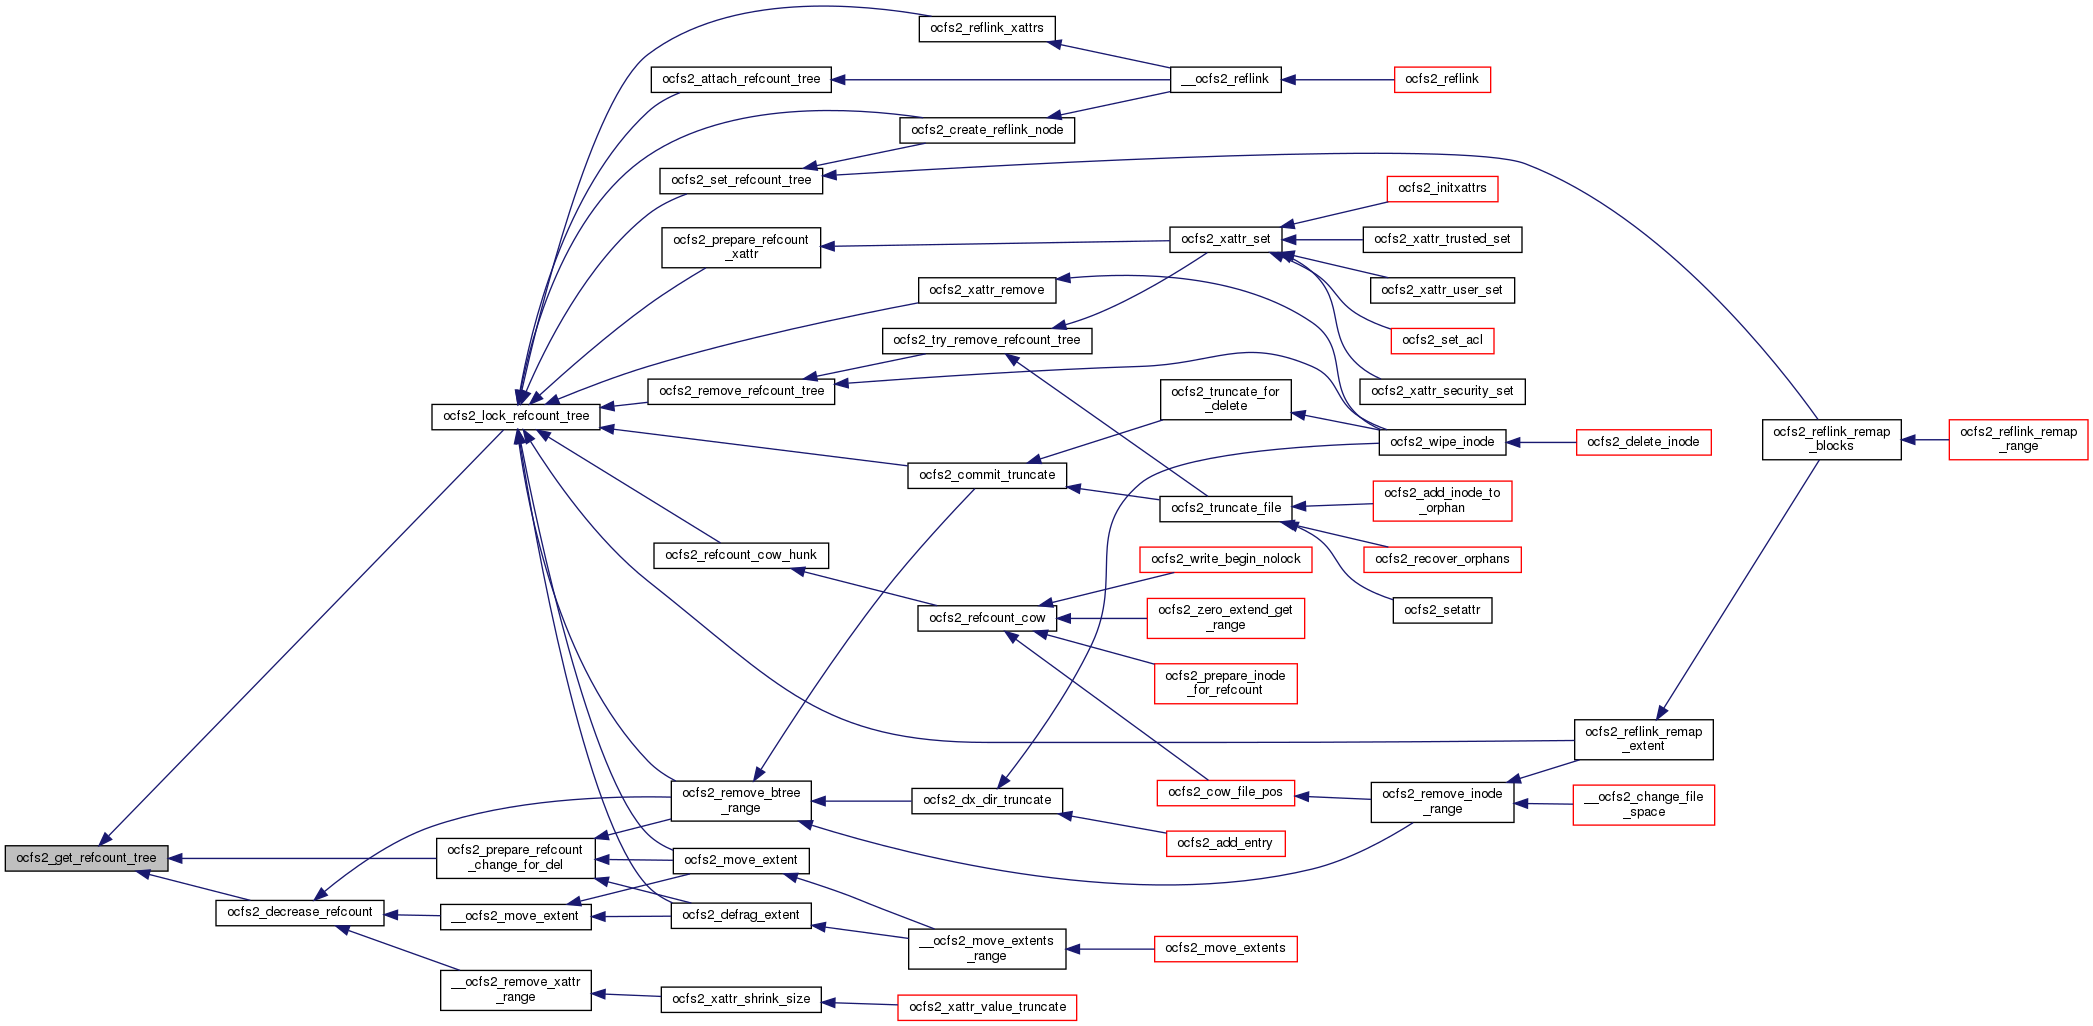 ocfs2_reflink_xattrs
ocfs2_attach_refcount_tree
__ocfs2_reflink
ocfs2_reflink
ocfs2_create_reflink_node
ocfs2_set_refcount_tree
ocfs2_initxattrs
ocfs2_prepare_refcount
_xattr
ocfs2_xattr_set
ocfs2_xattr_trusted_set
ocfs2_xattr_remove
ocfs2_xattr_user_set
ocfs2_try_remove_refcount_tree
ocfs2_set_acl
ocfs2_remove_refcount_tree
ocfs2_truncate_for
_delete
ocfs2_xattr_security_set
ocfs2_lock_refcount_tree
ocfs2_wipe_inode
ocfs2_delete_inode
ocfs2_reflink_remap
_blocks
ocfs2_reflink_remap
_range
ocfs2_commit_truncate
ocfs2_truncate_file
ocfs2_add_inode_to
_orphan
ocfs2_refcount_cow_hunk
ocfs2_write_begin_nolock
ocfs2_recover_orphans
ocfs2_refcount_cow
ocfs2_zero_extend_get
_range
ocfs2_setattr
ocfs2_prepare_inode
_for_refcount
ocfs2_reflink_remap
_extent
ocfs2_remove_btree
_range
ocfs2_dx_dir_truncate
ocfs2_cow_file_pos
ocfs2_remove_inode
_range
__ocfs2_change_file
_space
ocfs2_add_entry
ocfs2_get_refcount_tree
ocfs2_prepare_refcount
_change_for_del
ocfs2_move_extent
ocfs2_decrease_refcount
__ocfs2_move_extent
ocfs2_defrag_extent
__ocfs2_move_extents
_range
ocfs2_move_extents
__ocfs2_remove_xattr
_range
ocfs2_xattr_shrink_size
ocfs2_xattr_value_truncate